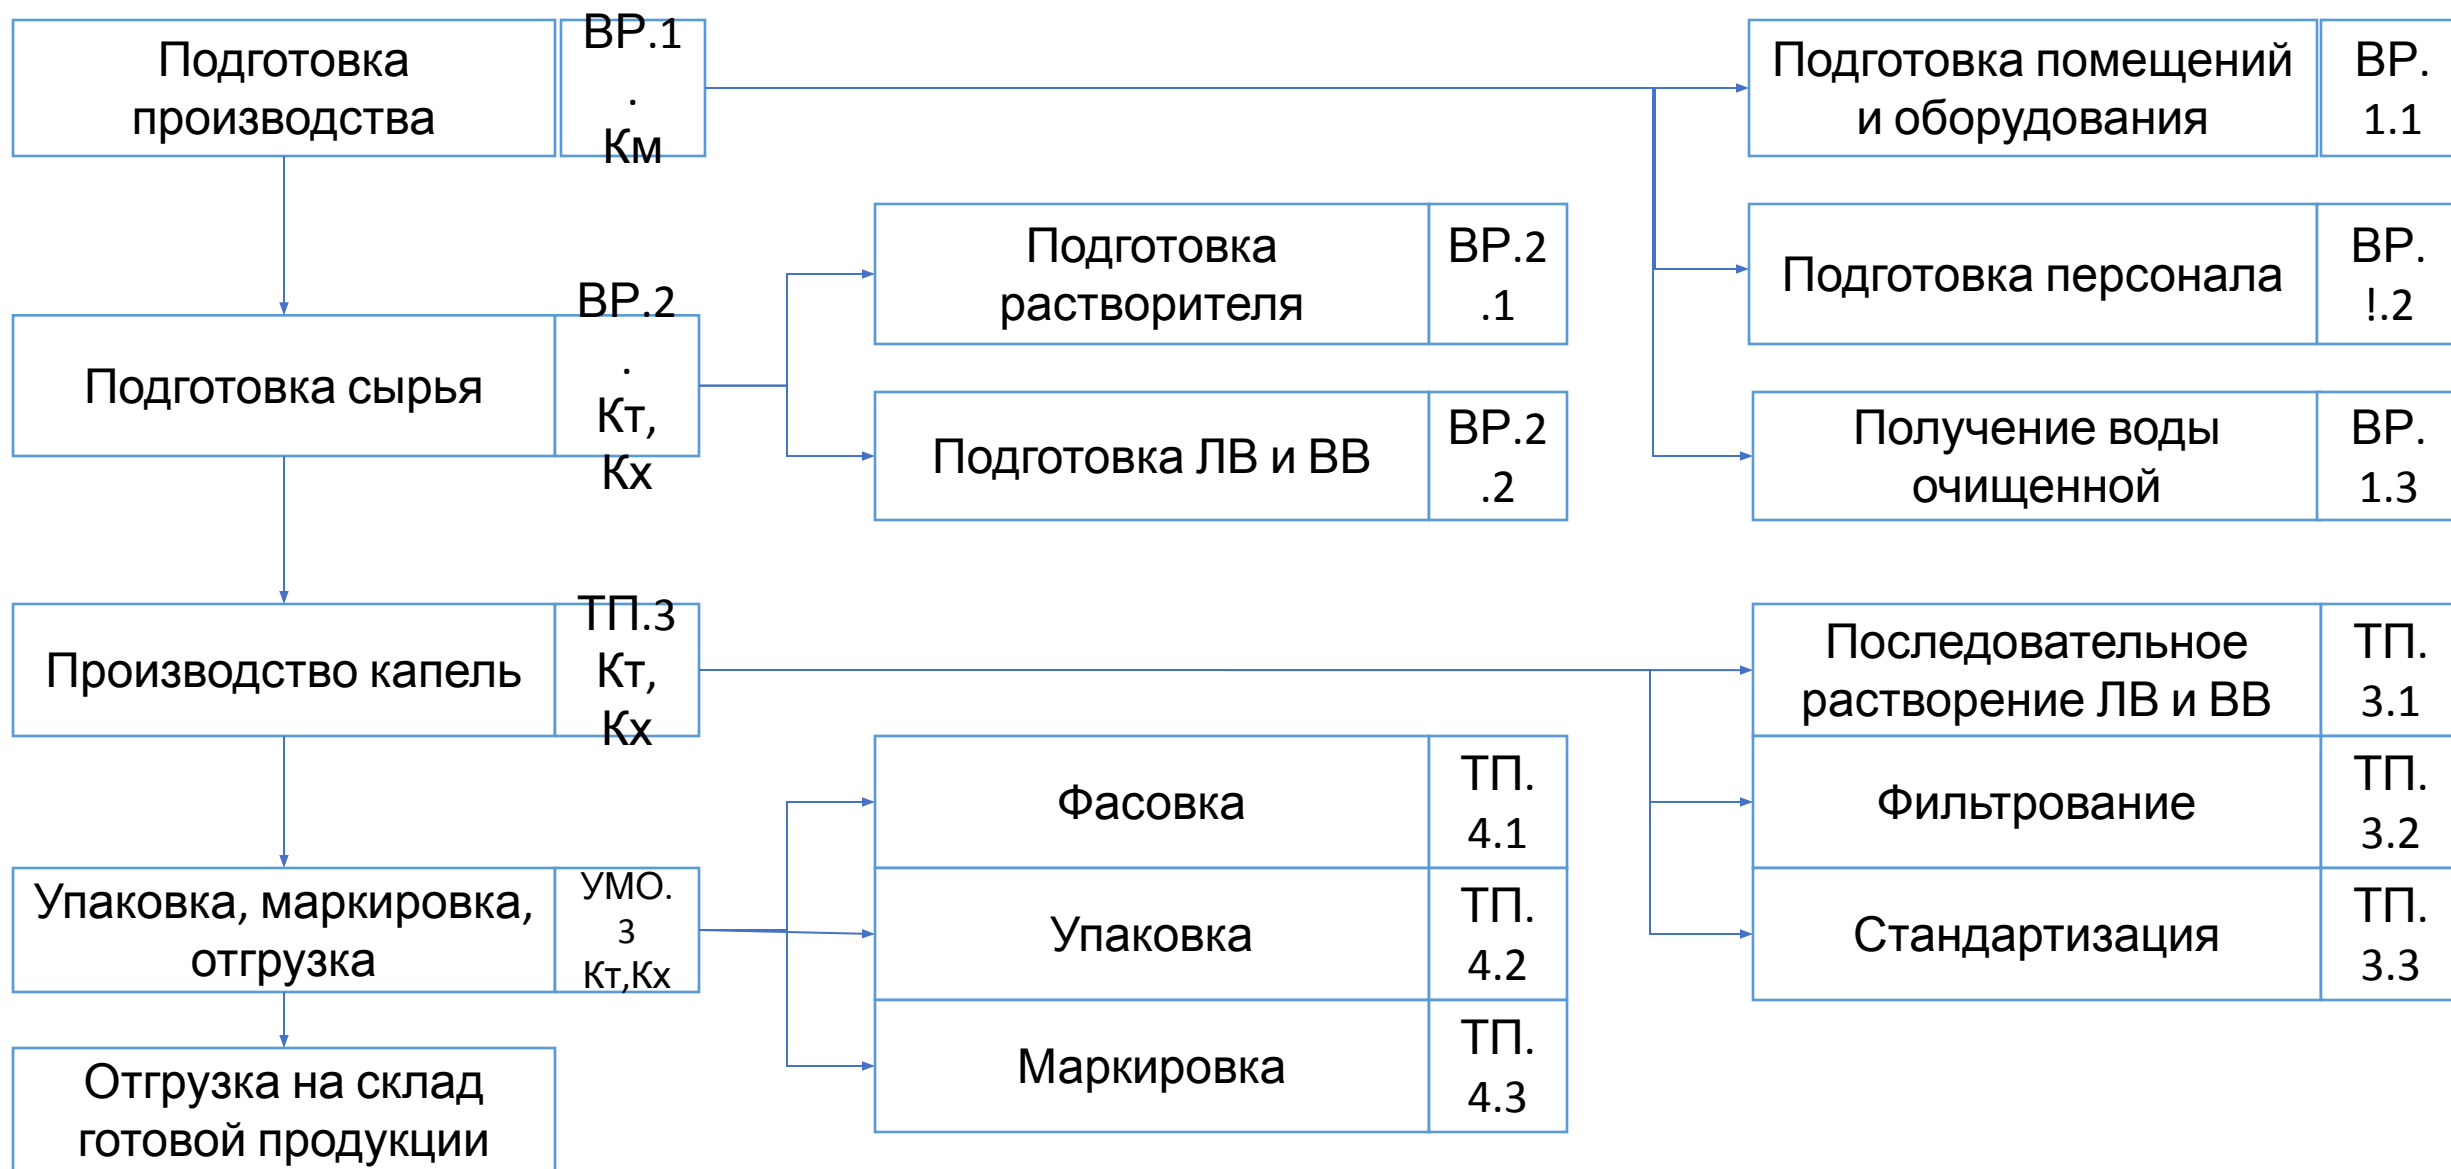 Подготовка
производства
ВР.1
.
Км
Подготовка помещений
и оборудования
ВР.
1.1
Подготовка
растворителя
ВР.2
.1
Подготовка персонала
ВР.
!.2
Подготовка сырья
ВР.2
.
Кт,
Кх
Подготовка ЛВ и ВВ
ВР.2
.2
Получение воды
очищенной
ВР.
1.3
Производство капель
ТП.3
Кт,
Кх
Последовательное
растворение ЛВ и ВВ
ТП.
3.1
Фасовка
ТП.
4.1
Фильтрование
ТП.
3.2
Упаковка, маркировка,
отгрузка
УМО.
3
Кт,Кх
Упаковка
ТП.
4.2
Стандартизация
ТП.
3.3
Маркировка
ТП.
4.3
Отгрузка на склад
готовой продукции